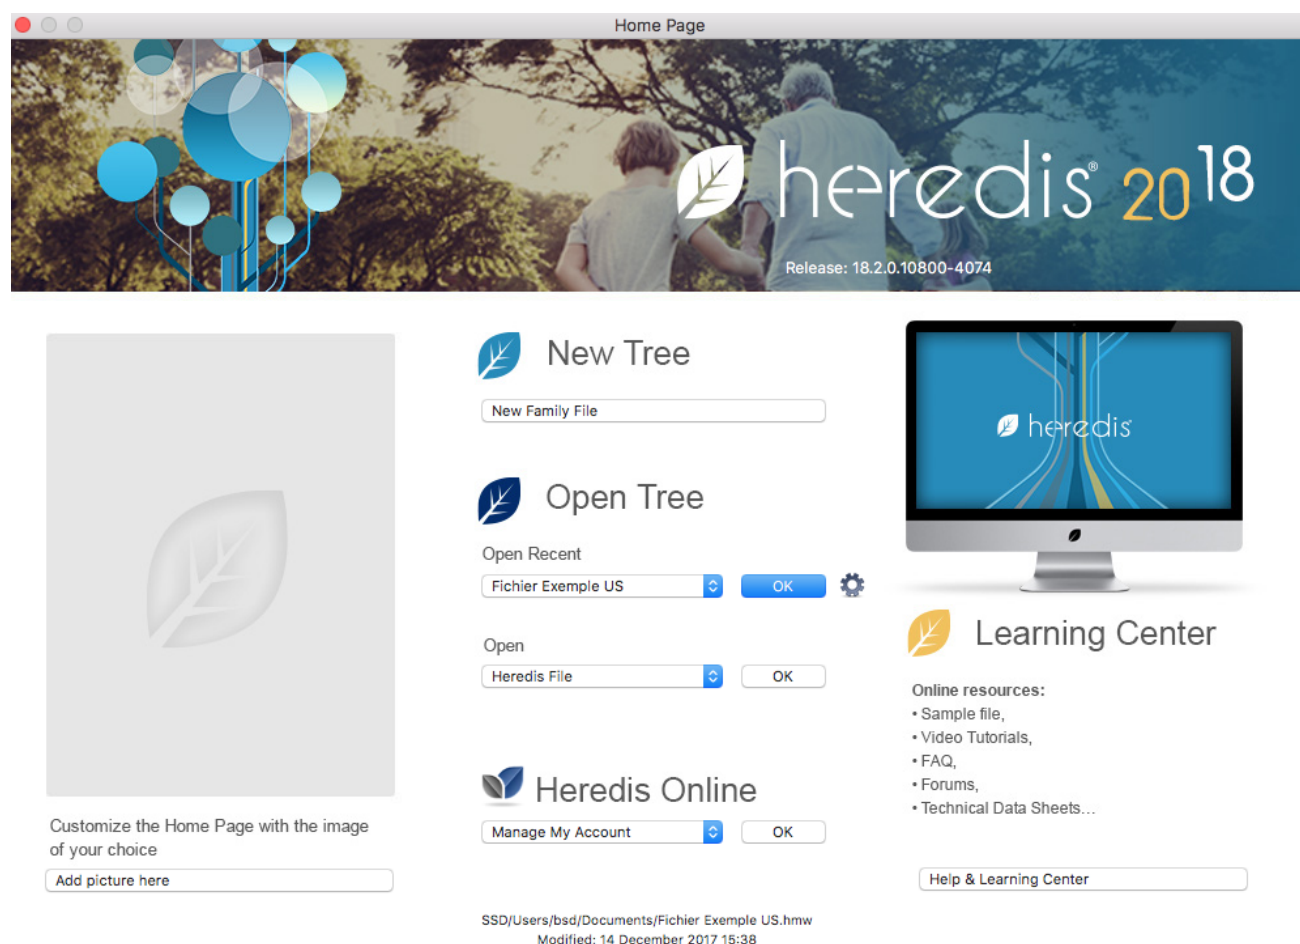 Home Page
heredis® 2018
Release: 18.2.0.10800-4074
Customize the Home Page with the image
of your choice
Add picture here
New Tree
New Family File
Open Tree
Open Recent
Fichier Exemple US
OK
Open
Heredis File
OK
Heredis Online
Manage My Account
OK
SSD/Users/bsd/Documents/Fichier Exemple US.hmw
Modified: 14 December 2017 15:38
heredis
Learning Center
Online resources:
• Sample file,
• Video Tutorials,
• FAQ,
• Forums,
• Technical Data Sheets...
Help & Learning Center